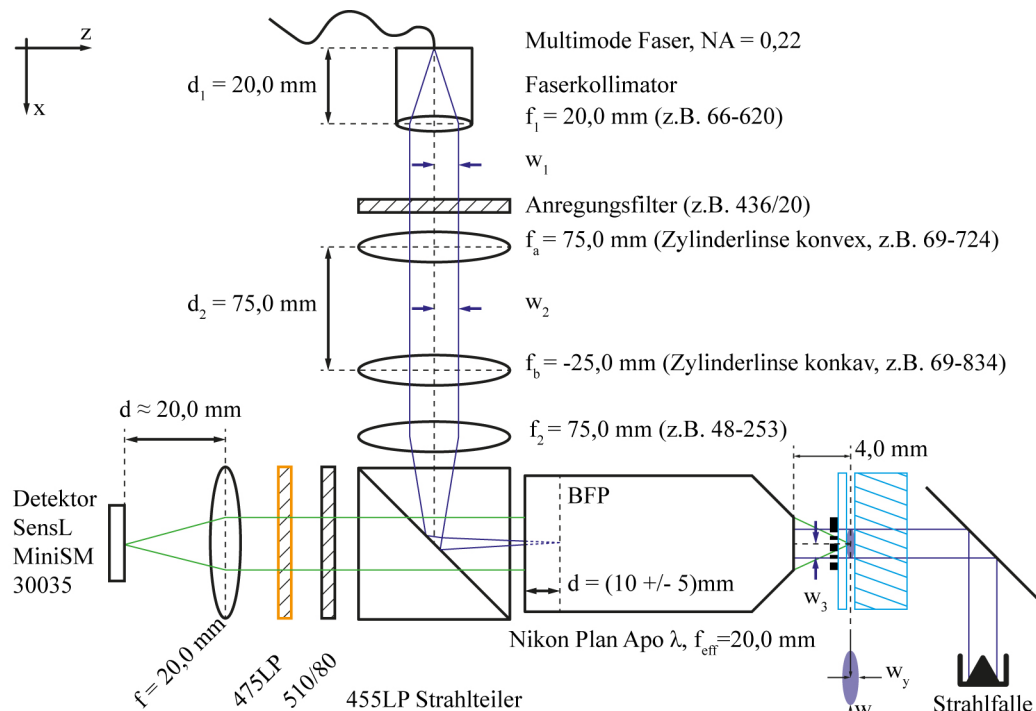 z
x
Multimode Faser, NA = 0,22
d₁ = 20,0 mm
Faserkollimator
f₁ = 20,0 mm (z.B. 66-620)
w₁
Anregungsfilter (z.B. 436/20)
fₐ = 75,0 mm (Zylinderlinse konvex, z.B. 69-724)
d₂ = 75,0 mm
w₂
f_b = -25,0 mm (Zylinderlinse konkav, z.B. 69-834)
d ≈ 20,0 mm
f₂ = 75,0 mm (z.B. 48-253)
4,0 mm
Detektor
SensL
MiniSM
30035
BFP
d = (10 +/- 5)mm
w₃
Nikon Plan Apo λ, f_eff=20,0 mm
f = 20,0 mm
475LP
510/80
455LP Strahlteiler
w_y
Strahlfalle